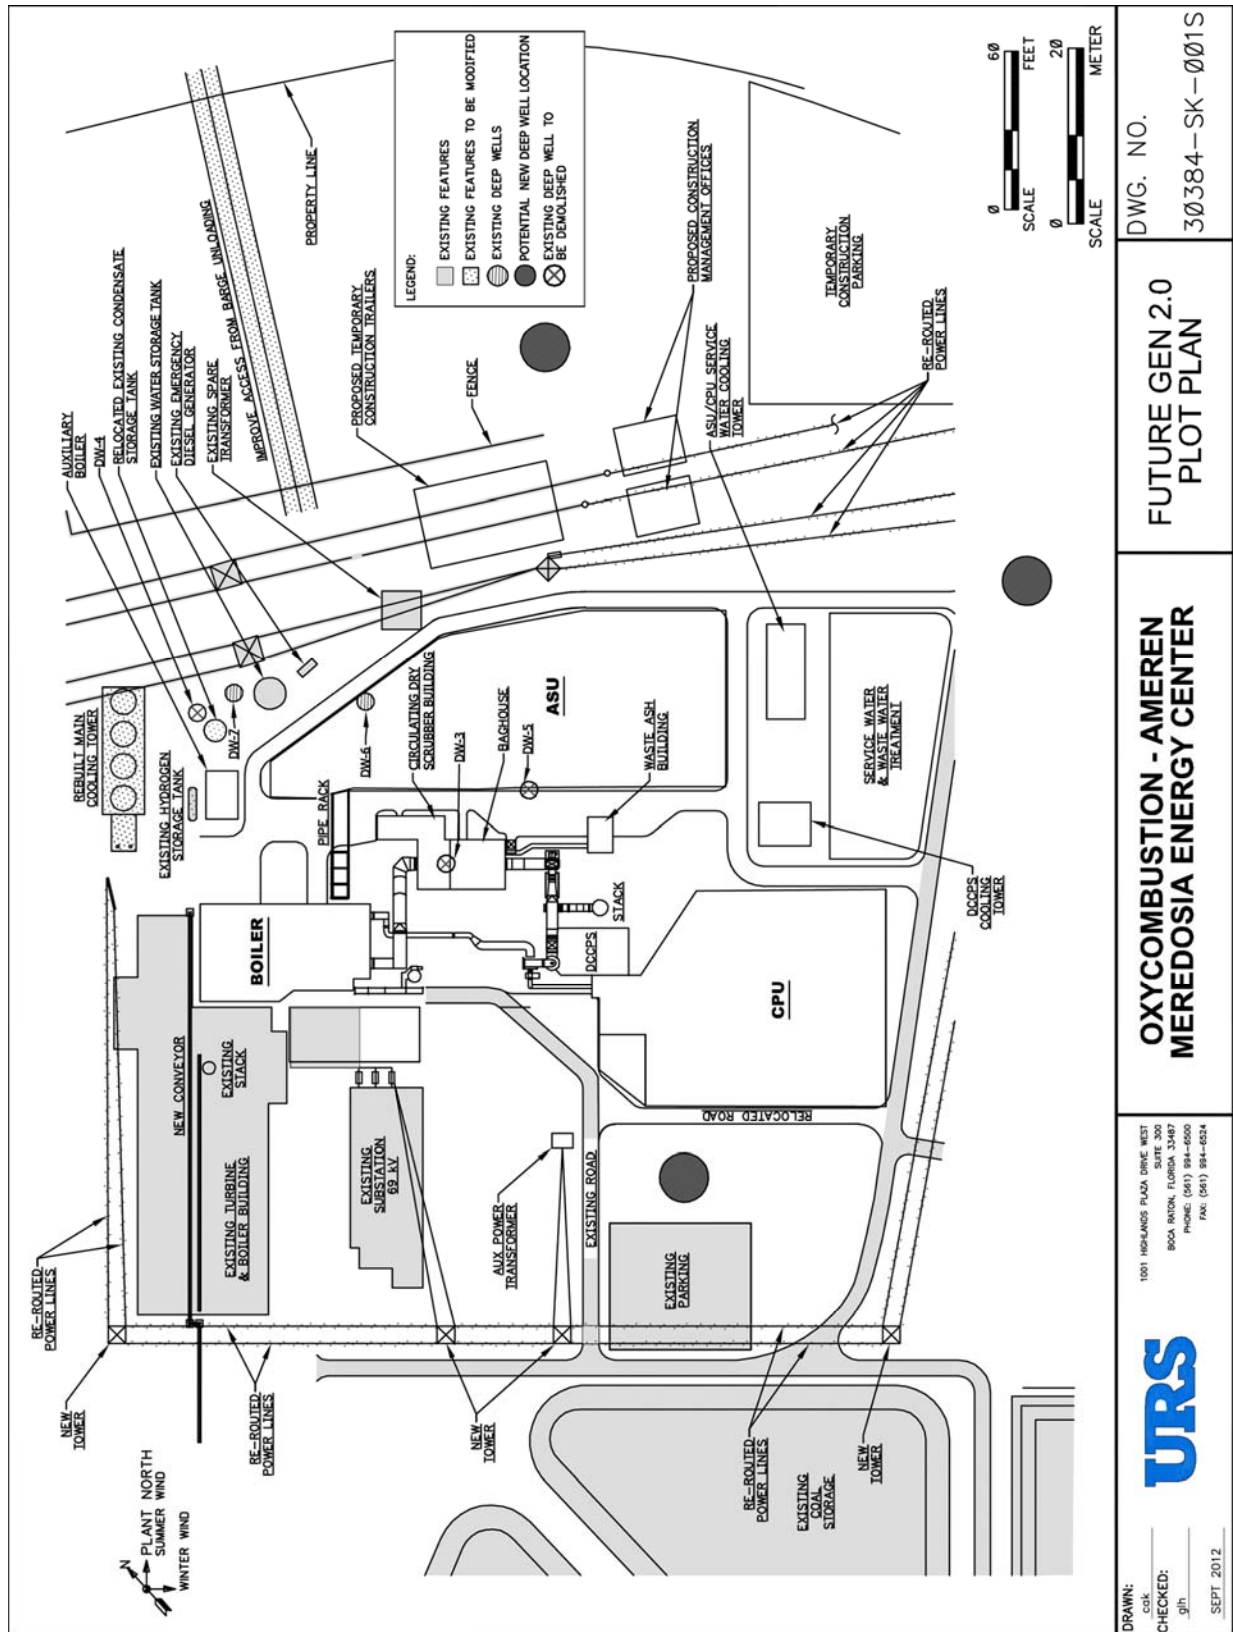 N
PLANT NORTH
SUMMER WIND
WINTER WIND
NEW
TOWER
RE-ROUTED
POWER LINES
RE-ROUTED
POWER LINES
NEW
TOWER
RE-ROUTED
POWER LINES
EXISTING
COAL
STORAGE
NEW
TOWER
NEW CONVEYOR
EXISTING
STACK
EXISTING TURBINE
& BOILER BUILDING
EXISTING
SUBSTATION
69 kV
AUX POWER
TRANSFORMER
EXISTING ROAD
EXISTING
PARKING
RELOCATED ROAD
BOILER
CPU
DCCPS
STACK
PIPE RACK
REBUILT MAIN
COOLING TOWER
EXISTING HYDROGEN
STORAGE TANK
AUXILIARY
BOILER
DW-4
RELOCATED EXISTING CONDENSATE
STORAGE TANK
EXISTING WATER STORAGE TANK
EXISTING EMERGENCY
DIESEL GENERATOR
EXISTING SPARE
TRANSFORMER
IMPROVE ACCESS FROM BARGE UNLOADING
PROPERTY LINE
DW-7
DW-6
CIRCULATING DRY
SCRUBBER BUILDING
DW-3
BAGHOUSE
DW-5
ASU
WASTE ASH
BUILDING
SERVICE WATER
& WASTE WATER
TREATMENT
DCCPS
COOLING
TOWER
PROPOSED TEMPORARY
CONSTRUCTION TRAILERS
FENCE
ASU/CPU SERVICE
WATER COOLING
TOWER
PROPOSED CONSTRUCTION
MANAGEMENT OFFICES
TEMPORARY
CONSTRUCTION
PARKING
RE-ROUTED
POWER LINES
LEGEND:
EXISTING FEATURES
EXISTING FEATURES TO BE MODIFIED
EXISTING DEEP WELLS
POTENTIAL NEW DEEP WELL LOCATION
EXISTING DEEP WELL TO
BE DEMOLISHED
0 60
SCALE FEET
0 20
SCALE METER
DRAWN:
cak
CHECKED:
glh
SEPT 2012
URS
1001 HIGHLANDS PLAZA DRIVE WEST
SUITE 300
BOCA RATON, FLORIDA 33487
PHONE: (561) 994-6500
FAX: (561) 994-6524
OXYCOMBUSTION - AMEREN
MEREDOSIA ENERGY CENTER
FUTURE GEN 2.0
PLOT PLAN
DWG. NO.
30384-SK-001S